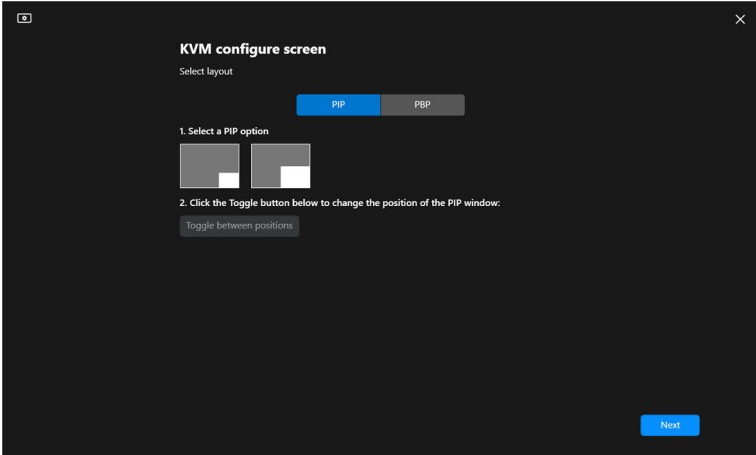 KVM configure screen
Select layout
PIP PBP
1. Select a PIP option
2. Click the Toggle button below to change the position of the PIP window:
Toggle between positions
Next